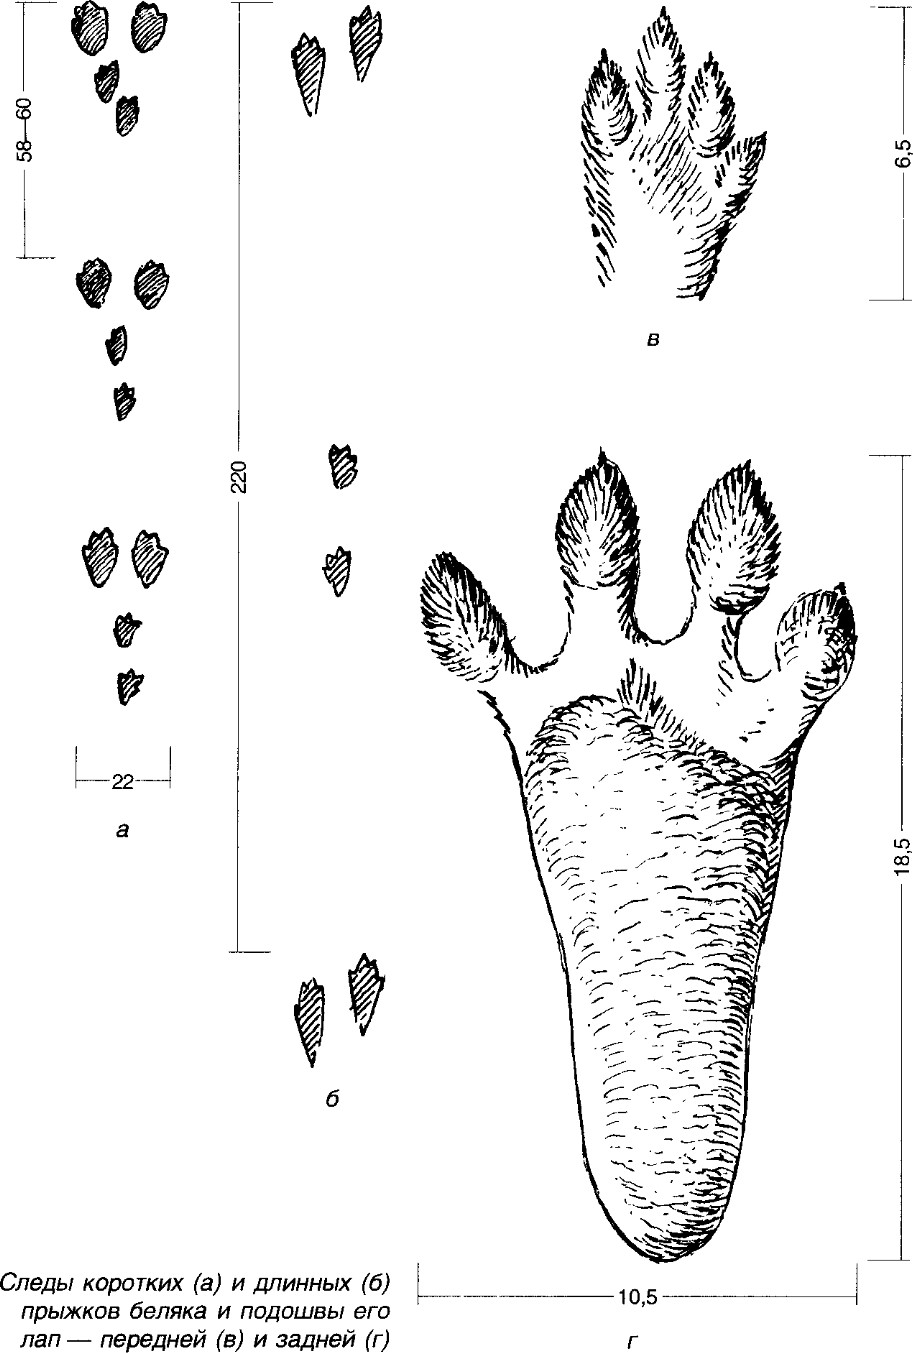 58—60
6,5
в
220
22
а
18,5
б
10,5
г
Следы коротких (а) и длинных (б)
прыжков беляка и подошвы его
лап — передней (в) и задней (г)